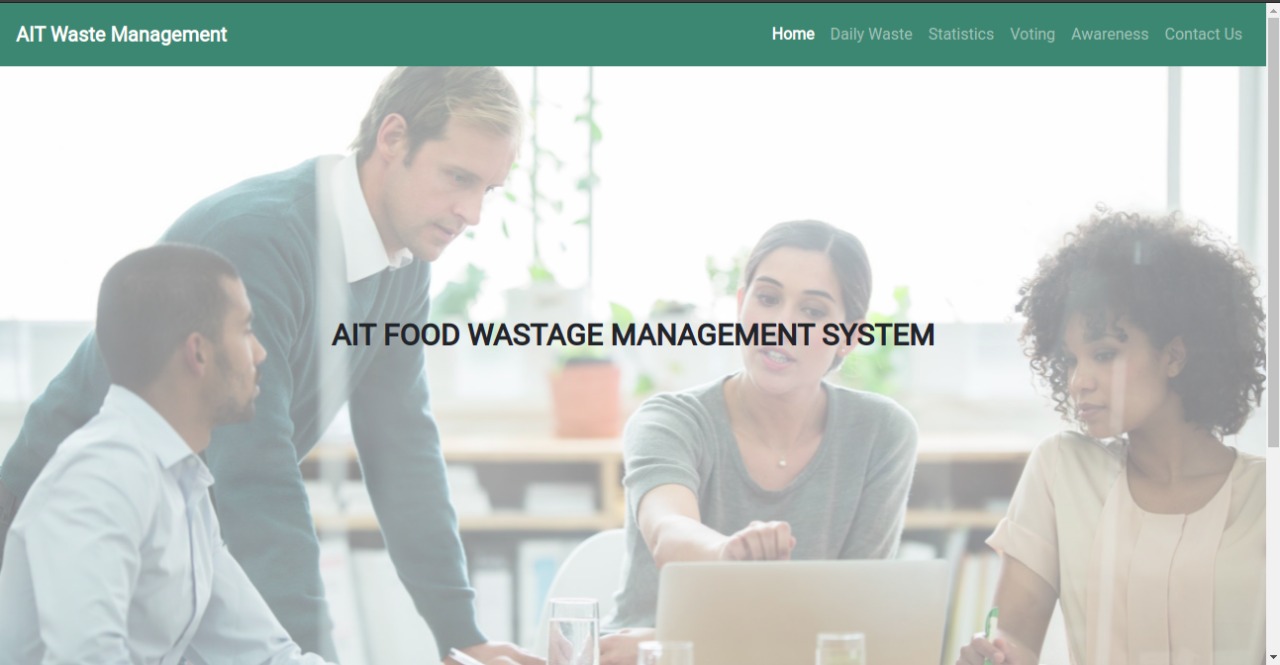 AIT Waste Management
Home Daily Waste Statistics Voting Awareness Contact Us
AIT FOOD WASTAGE MANAGEMENT SYSTEM